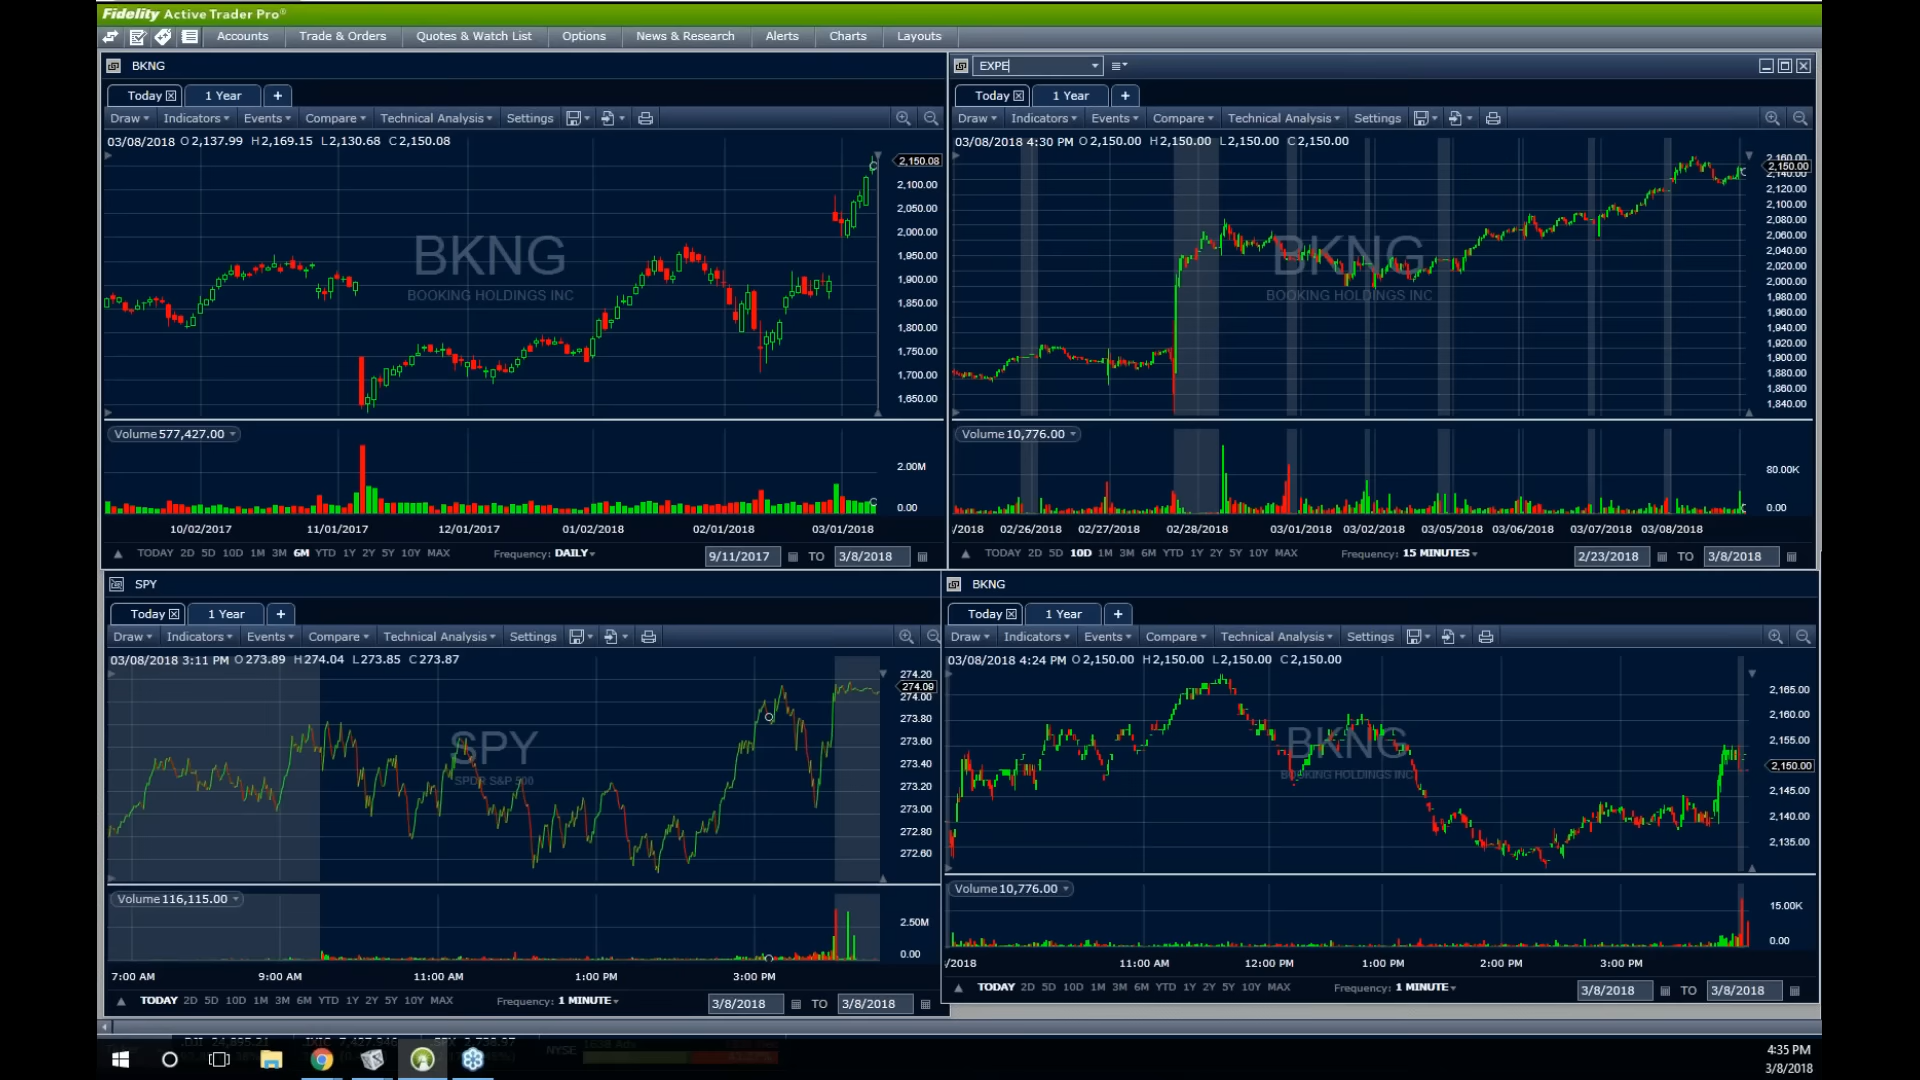 Fidelity Active Trader Pro®
Accounts Trade & Orders Quotes & Watch List Options News & Research Alerts Charts Layouts
BKNG
Today 1 Year +
Draw Indicators Events Compare Technical Analysis Settings
03/08/2018 O 2,137.99 H 2,169.15 L 2,130.68 C 2,150.08
2,150.08
2,100.00
2,050.00
2,000.00
1,950.00
1,900.00
1,850.00
1,800.00
1,750.00
1,700.00
1,650.00
BKNG
BOOKING HOLDINGS INC
Volume 577,427.00
2.00M
0.00
10/02/2017 11/01/2017 12/01/2017 01/02/2018 02/01/2018 03/01/2018
TODAY 2D 5D 10D 1M 3M 6M YTD 1Y 2Y 5Y 10Y MAX Frequency: DAILY 9/11/2017 TO 3/8/2018
EXPE
Today 1 Year +
Draw Indicators Events Compare Technical Analysis Settings
03/08/2018 4:30 PM O 2,150.00 H 2,150.00 L 2,150.00 C 2,150.00
2,160.00
2,150.00
2,140.00
2,120.00
2,100.00
2,080.00
2,060.00
2,040.00
2,020.00
2,000.00
1,980.00
1,960.00
1,940.00
1,920.00
1,900.00
1,880.00
1,860.00
1,840.00
BKNG
BOOKING HOLDINGS INC
Volume 10,776.00
80.00K
0.00
/2018 02/26/2018 02/27/2018 02/28/2018 03/01/2018 03/02/2018 03/05/2018 03/06/2018 03/07/2018 03/08/2018
TODAY 2D 5D 10D 1M 3M 6M YTD 1Y 2Y 5Y 10Y MAX Frequency: 15 MINUTES 2/23/2018 TO 3/8/2018
SPY
Today 1 Year +
Draw Indicators Events Compare Technical Analysis Settings
03/08/2018 3:11 PM O 273.89 H 274.04 L 273.85 C 273.87
274.20
274.09
274.00
273.80
273.60
273.40
273.20
273.00
272.80
272.60
SPY
SPDR S&P 500
Volume 116,115.00
2.50M
0.00
7:00 AM 9:00 AM 11:00 AM 1:00 PM 3:00 PM
TODAY 2D 5D 10D 1M 3M 6M YTD 1Y 2Y 5Y 10Y MAX Frequency: 1 MINUTE 3/8/2018 TO 3/8/2018
BKNG
Today 1 Year +
Draw Indicators Events Compare Technical Analysis Settings
03/08/2018 4:24 PM O 2,150.00 H 2,150.00 L 2,150.00 C 2,150.00
2,165.00
2,160.00
2,155.00
2,150.00
2,145.00
2,140.00
2,135.00
BKNG
BOOKING HOLDINGS INC
Volume 10,776.00
15.00K
0.00
/2018 11:00 AM 12:00 PM 1:00 PM 2:00 PM 3:00 PM
TODAY 2D 5D 10D 1M 3M 6M YTD 1Y 2Y 5Y 10Y MAX Frequency: 1 MINUTE 3/8/2018 TO 3/8/2018
NYSE
4:35 PM
3/8/2018